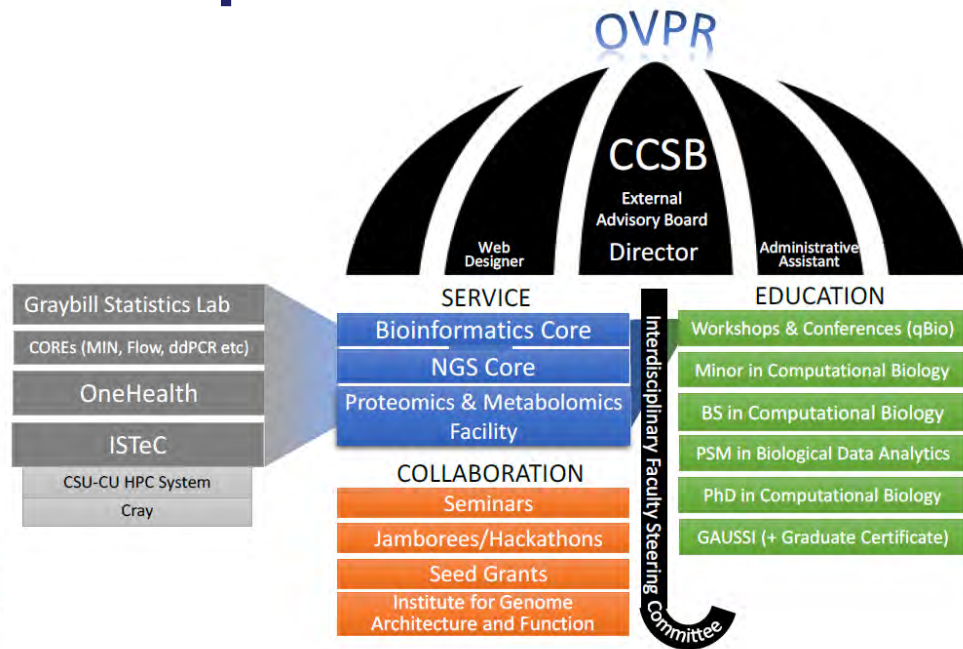 OVPR
CCSB
External
Advisory Board
Director
Web
Designer
Administrative
Assistant
Graybill Statistics Lab
COREs (MIN, Flow, ddPCR etc)
OneHealth
ISTeC
CSU-CU HPC System
Cray
SERVICE
Bioinformatics Core
NGS Core
Proteomics & Metabolomics
Facility
COLLABORATION
Seminars
Jamborees/Hackathons
Seed Grants
Institute for Genome
Architecture and Function
Interdisciplinary Faculty Steering Committee
EDUCATION
Workshops & Conferences (qBio)
Minor in Computational Biology
BS in Computational Biology
PSM in Biological Data Analytics
PhD in Computational Biology
GAUSSI (+ Graduate Certificate)